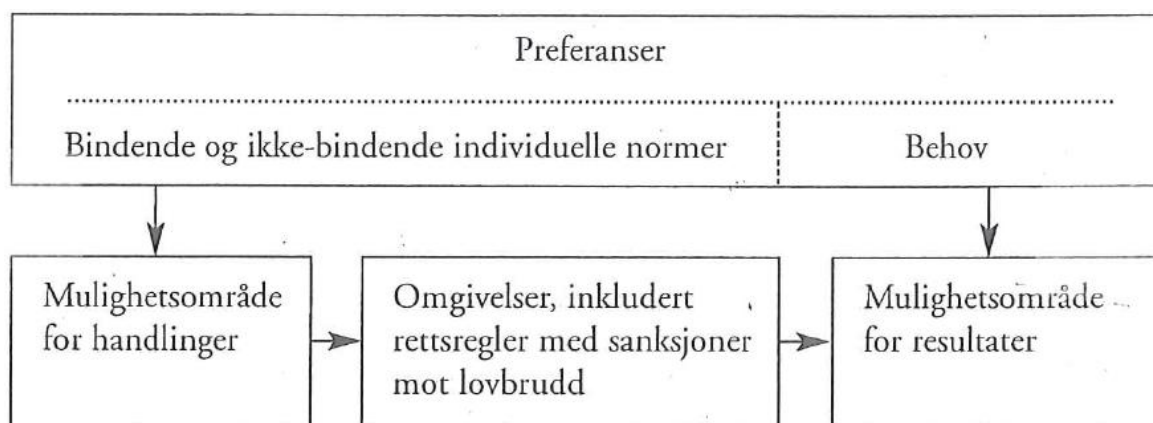 Preferanser
Bindende og ikke-bindende individuelle normer
Behov
Mulighetsområde
for handlinger
Omgivelser, inkludert
rettsregler med sanksjoner
mot lovbrudd
Mulighetsområde
for resultater